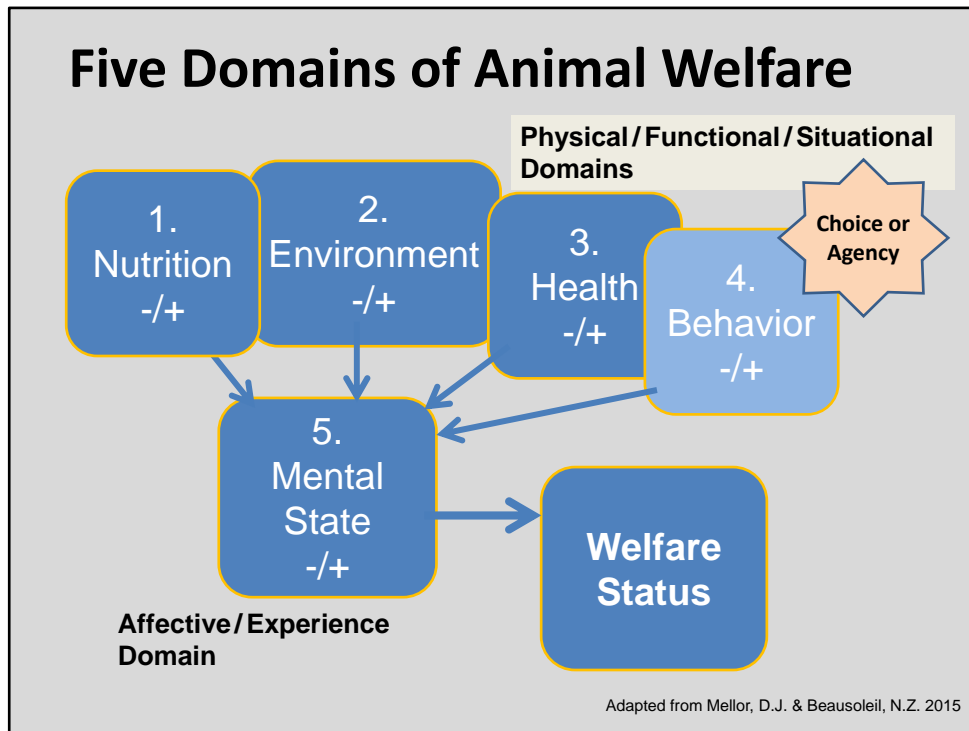 Five Domains of Animal Welfare
Physical / Functional / Situational
Domains
1.
Nutrition
-/+
2.
Environment
-/+
3.
Health
-/+
4.
Behavior
-/+
Choice or
Agency
5.
Mental
State
-/+
Welfare
Status
Affective / Experience
Domain
Adapted from Mellor, D.J. & Beausoleil, N.Z. 2015